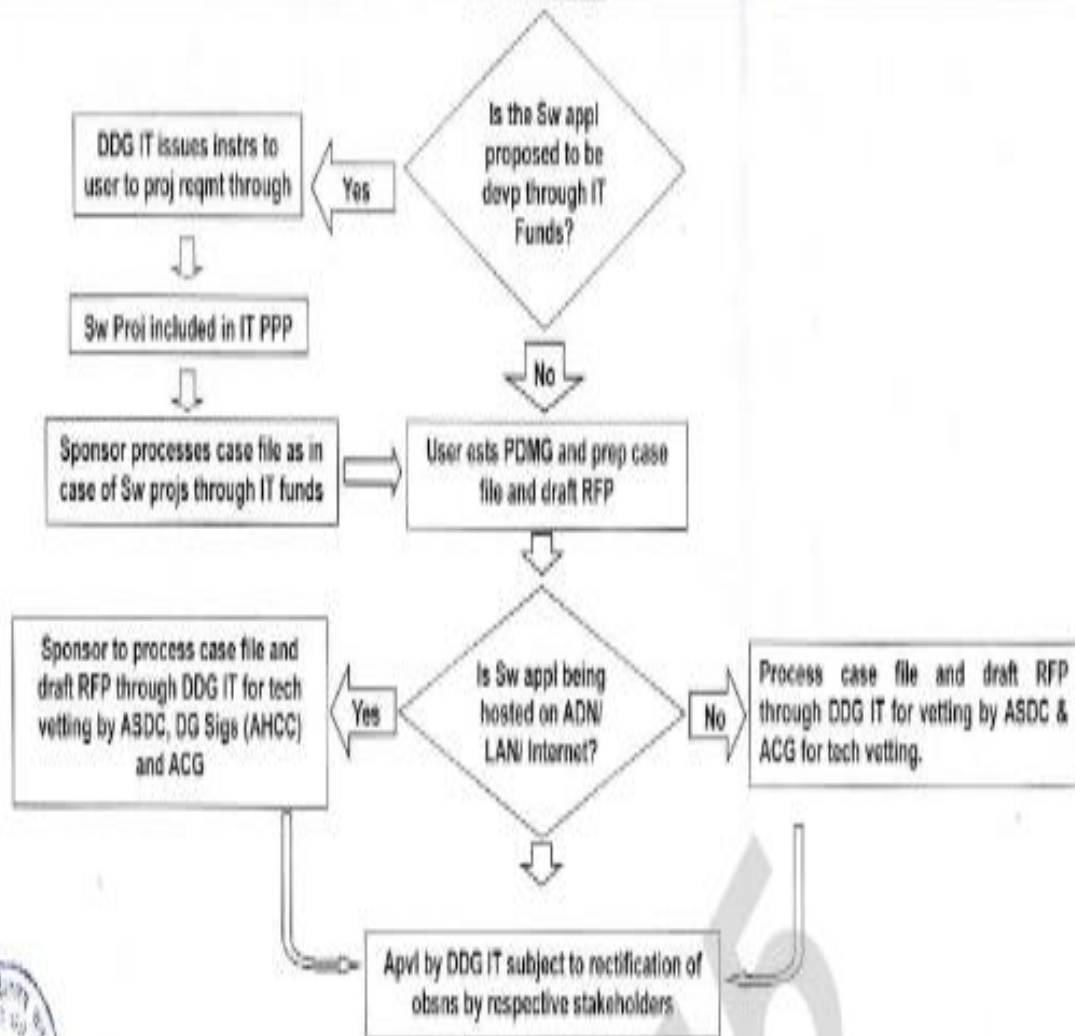 Is the Sw appl
proposed to be
devp through IT
Funds?
DDG IT issues instrs to
user to proj reqmt through
Yes
No
Sw Proj included in IT PPP
Sponsor processes case file as in
case of Sw projs through IT funds
User ests PDMG and prep case
file and draft RFP
Sponsor to process case file and
draft RFP through DDG IT for tech
vetting by ASDC, DG Sigs (AHCC)
and ACG
Yes
Is Sw appl being
hosted on ADN/
LAN/ Internet?
No
Process case file and draft RFP
through DDG IT for vetting by ASDC &
ACG for tech vetting.
Apvl by DDG IT subject to rectification of
obsns by respective stakeholders